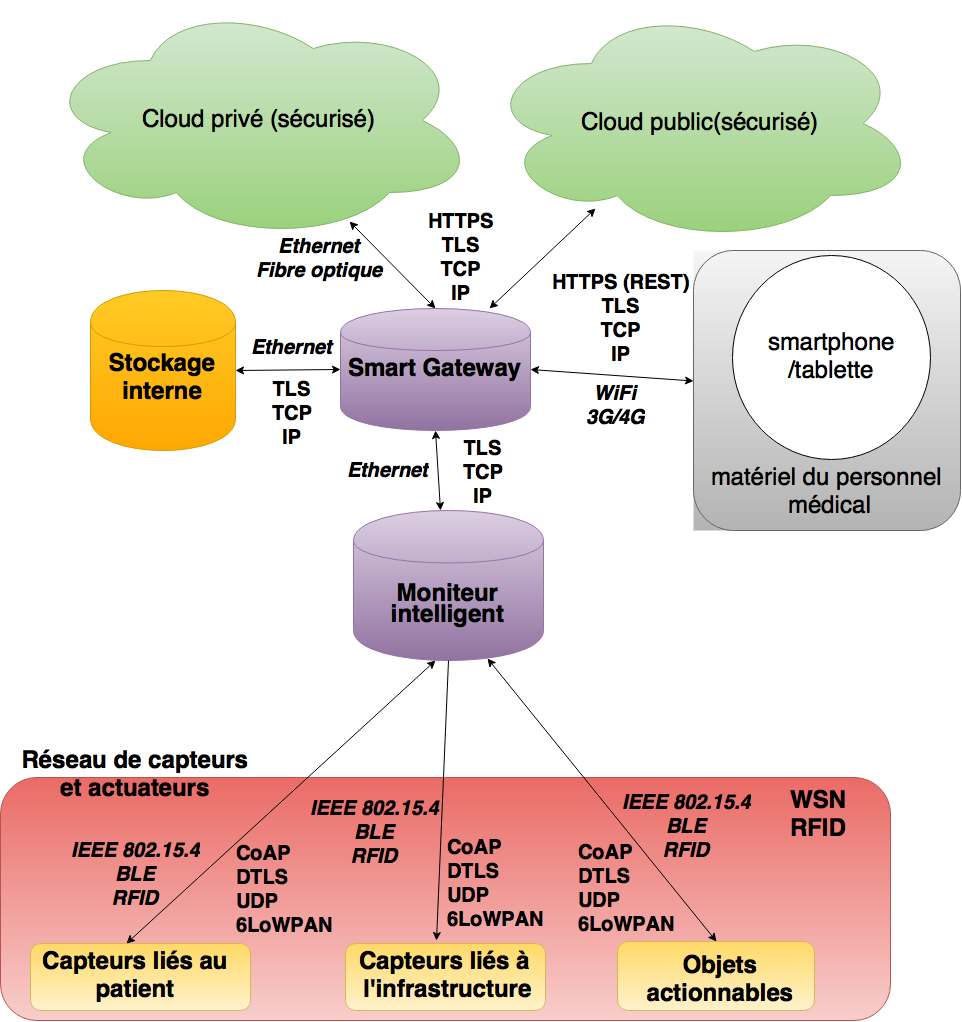 Cloud privé (sécurisé)
Cloud public(sécurisé)
Ethernet
Fibre optique
HTTPS
TLS
TCP
IP
HTTPS (REST)
TLS
TCP
IP
WiFi
3G/4G
smartphone
/tablette
matériel du personnel
médical
Stockage
interne
Ethernet
TLS
TCP
IP
Smart Gateway
Ethernet
TLS
TCP
IP
Moniteur
intelligent
Réseau de capteurs
et actuateurs
WSN
RFID
IEEE 802.15.4
BLE
RFID
CoAP
DTLS
UDP
6LoWPAN
IEEE 802.15.4
BLE
RFID
CoAP
DTLS
UDP
6LoWPAN
IEEE 802.15.4
BLE
RFID
CoAP
DTLS
UDP
6LoWPAN
Capteurs liés au
patient
Capteurs liés à
l'infrastructure
Objets
actionnables